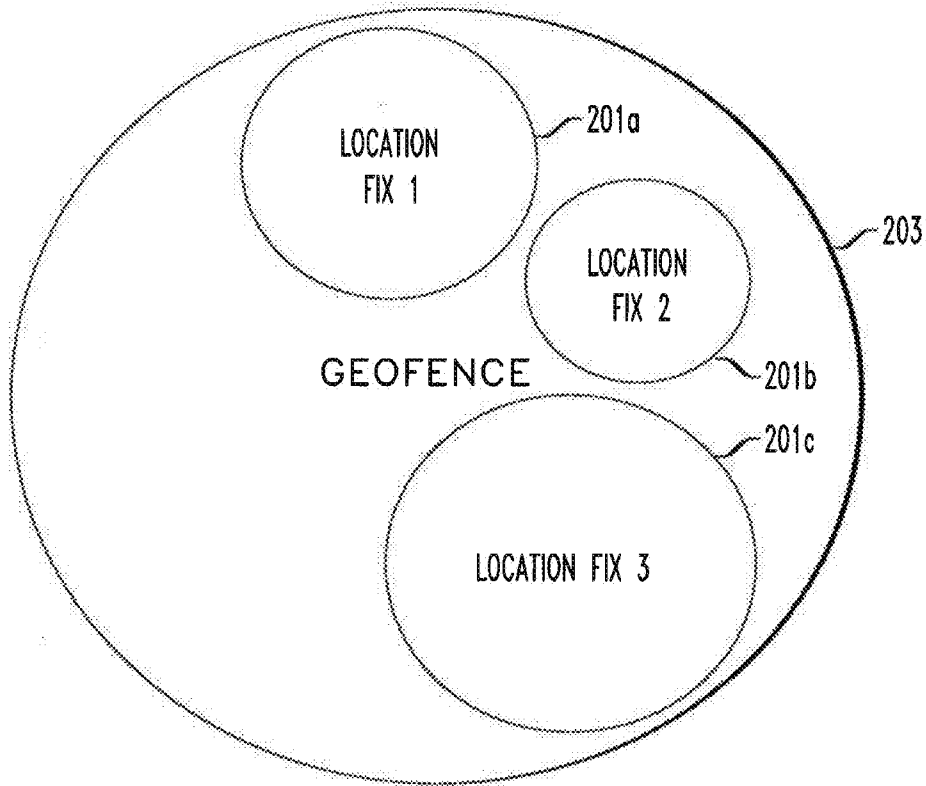 LOCATION
FIX 1
201a
LOCATION
FIX 2
203
GEOFENCE
201b
201c
LOCATION FIX 3